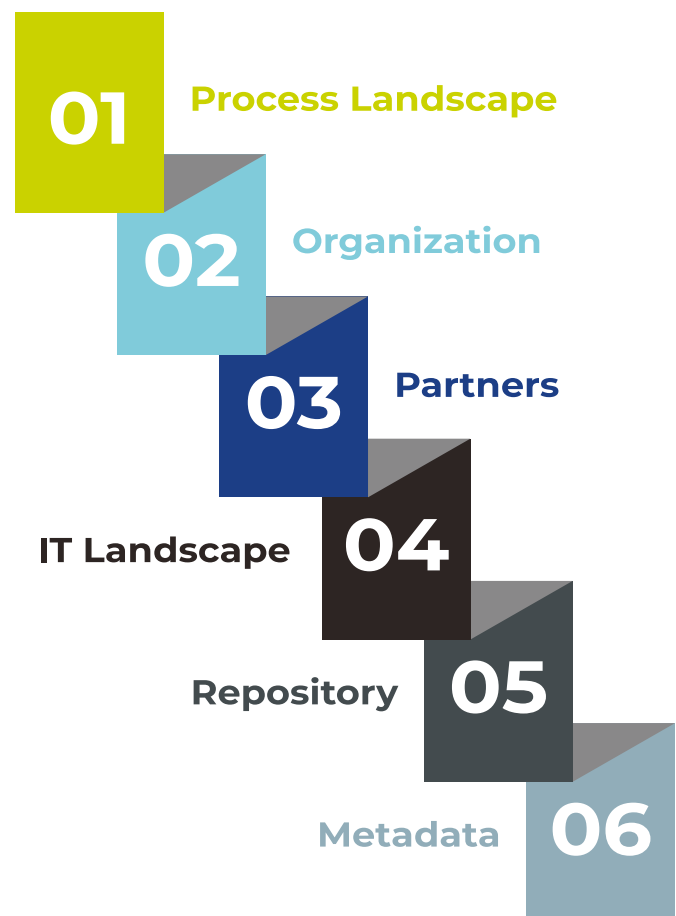 01
Process Landscape
02
Organization
03
Partners
04
IT Landscape
05
Repository
06
Metadata